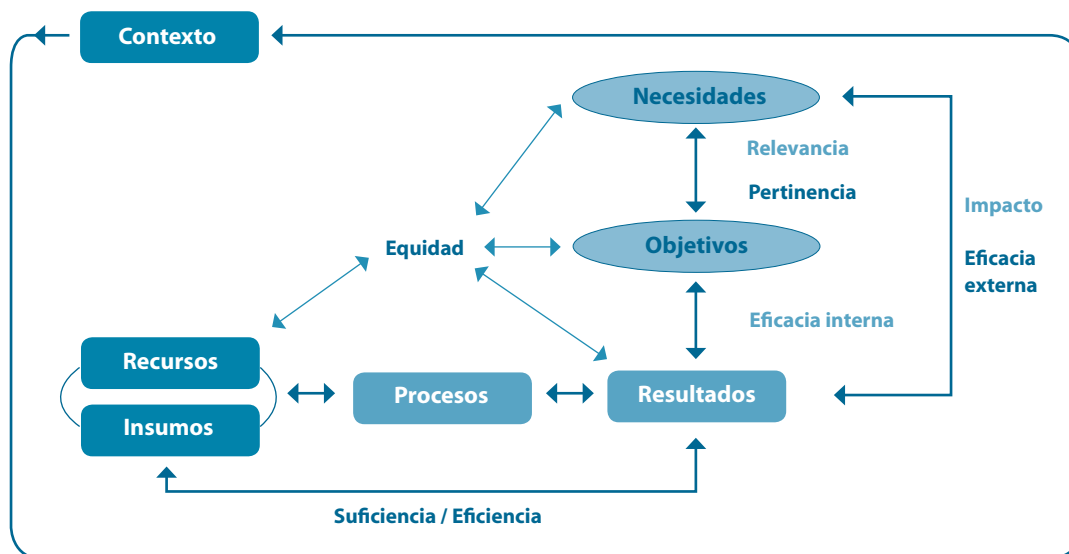 Contexto
Necesidades
Relevancia
Pertinencia
Impacto
Equidad
Objetivos
Eficacia
externa
Eficacia interna
Recursos
Procesos
Resultados
Insumos
Suficiencia / Eficiencia